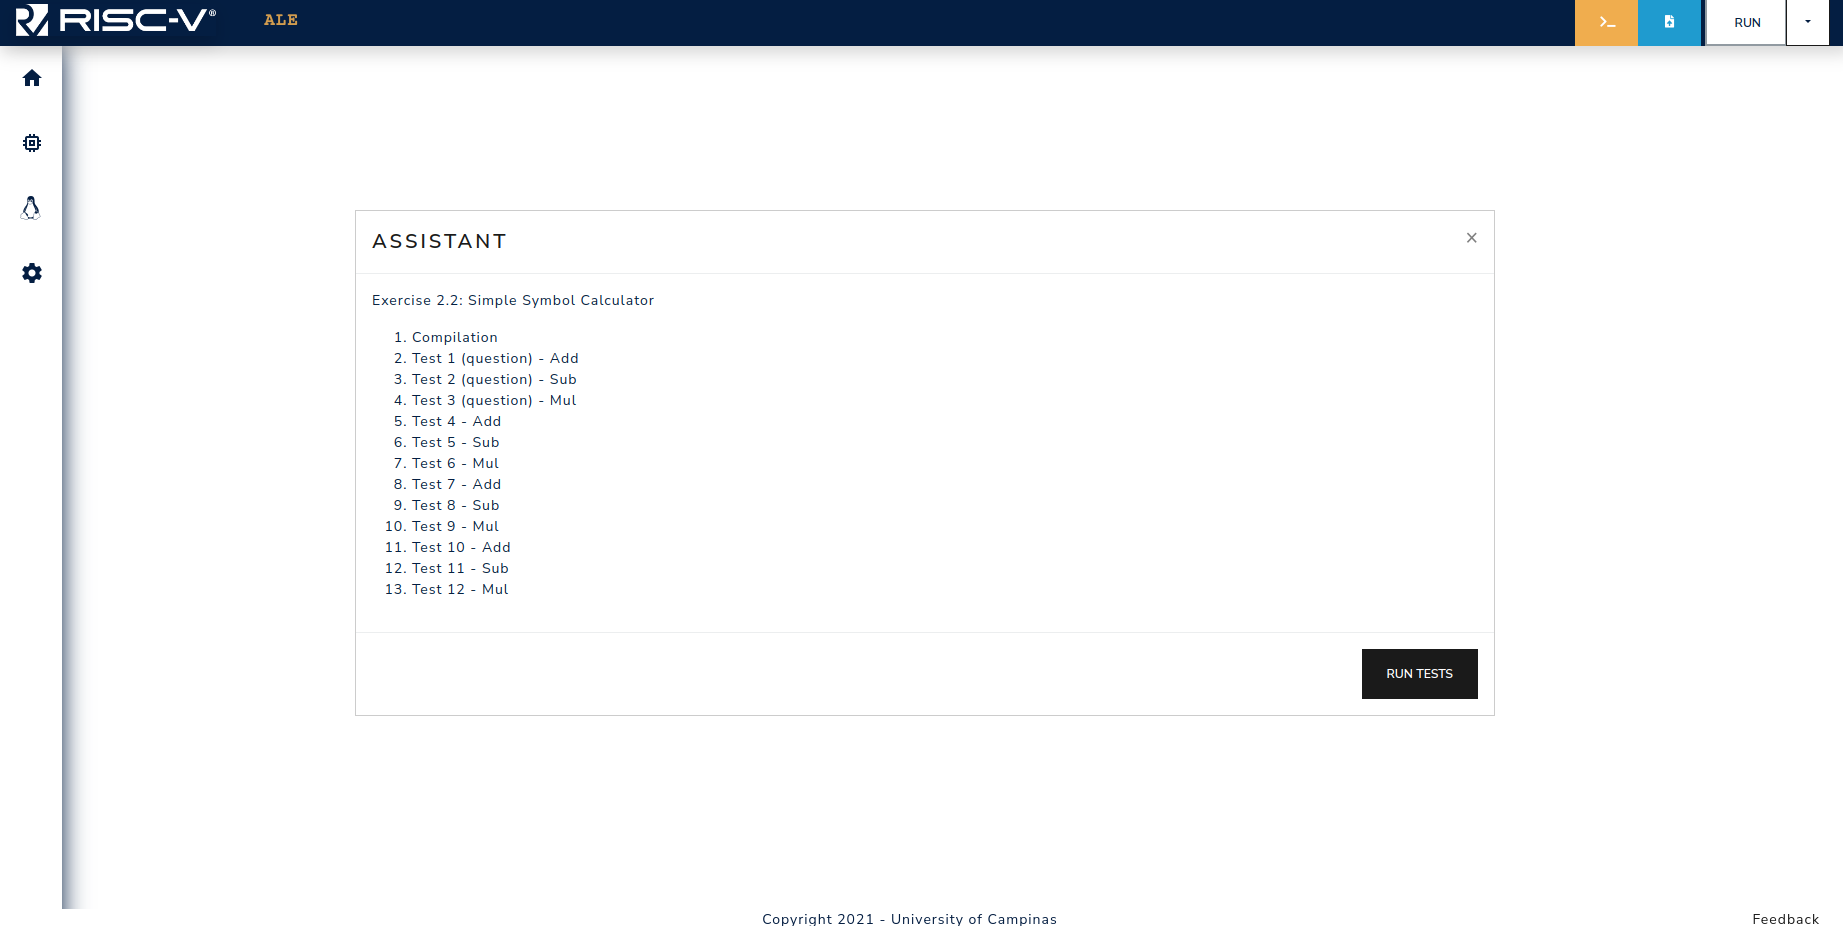 RISC-V®
ALE
RUN
ASSISTANT
×
Exercise 2.2: Simple Symbol Calculator
1. Compilation
2. Test 1 (question) - Add
3. Test 2 (question) - Sub
4. Test 3 (question) - Mul
5. Test 4 - Add
6. Test 5 - Sub
7. Test 6 - Mul
8. Test 7 - Add
9. Test 8 - Sub
10. Test 9 - Mul
11. Test 10 - Add
12. Test 11 - Sub
13. Test 12 - Mul
RUN TESTS
Copyright 2021 - University of Campinas
Feedback